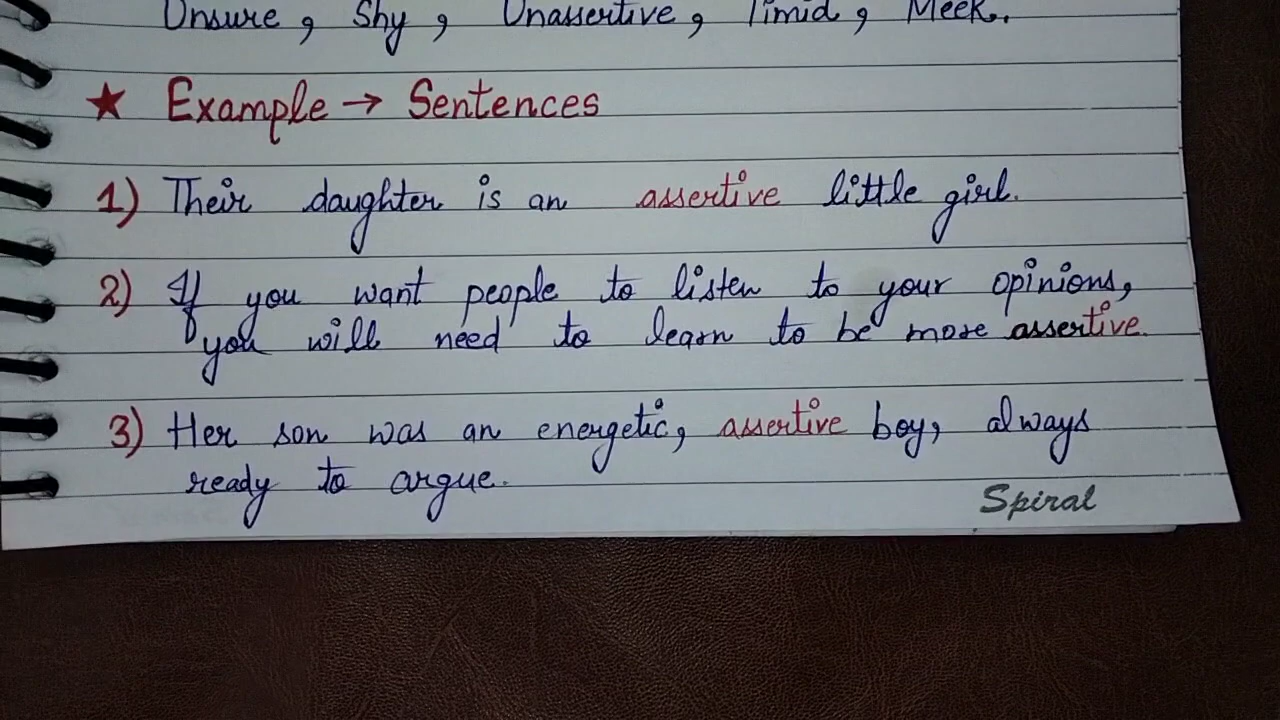 Unsure, Shy, Unassertive, Timid, Meek.
★ Example → Sentences
1) Their daughter is an assertive little girl.
2) If you want people to listen to your opinions,
you will need to learn to be more assertive.
3) Her son was an energetic, assertive boy, always
ready to argue.
Spiral